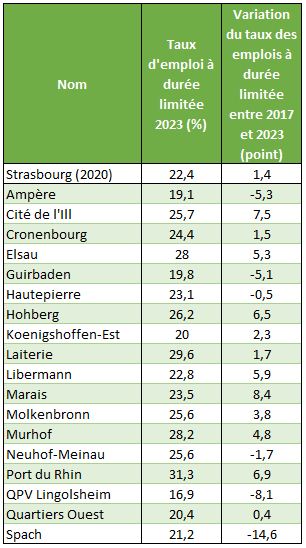 Nom
Taux
d'emploi à
durée
limitée
2023 (%)
Variation
du taux des
emplois à
durée
limitée
entre 2017
et 2023
(point)
Strasbourg (2020) 22,4 1,4
Ampère 19,1 -5,3
Cité de l'Ill 25,7 7,5
Cronenbourg 24,4 1,5
Elsau 28 5,3
Guirbaden 19,8 -5,1
Hautepierre 23,1 -0,5
Hohberg 26,2 6,5
Koenigshoffen-Est 20 2,3
Laiterie 29,6 1,7
Libermann 22,8 5,9
Marais 23,5 8,4
Molkenbronn 25,6 3,8
Murhof 28,2 4,8
Neuhof-Meinau 25,6 -1,7
Port du Rhin 31,3 6,9
QPV Lingolsheim 16,9 -8,1
Quartiers Ouest 20,4 0,4
Spach 21,2 -14,6